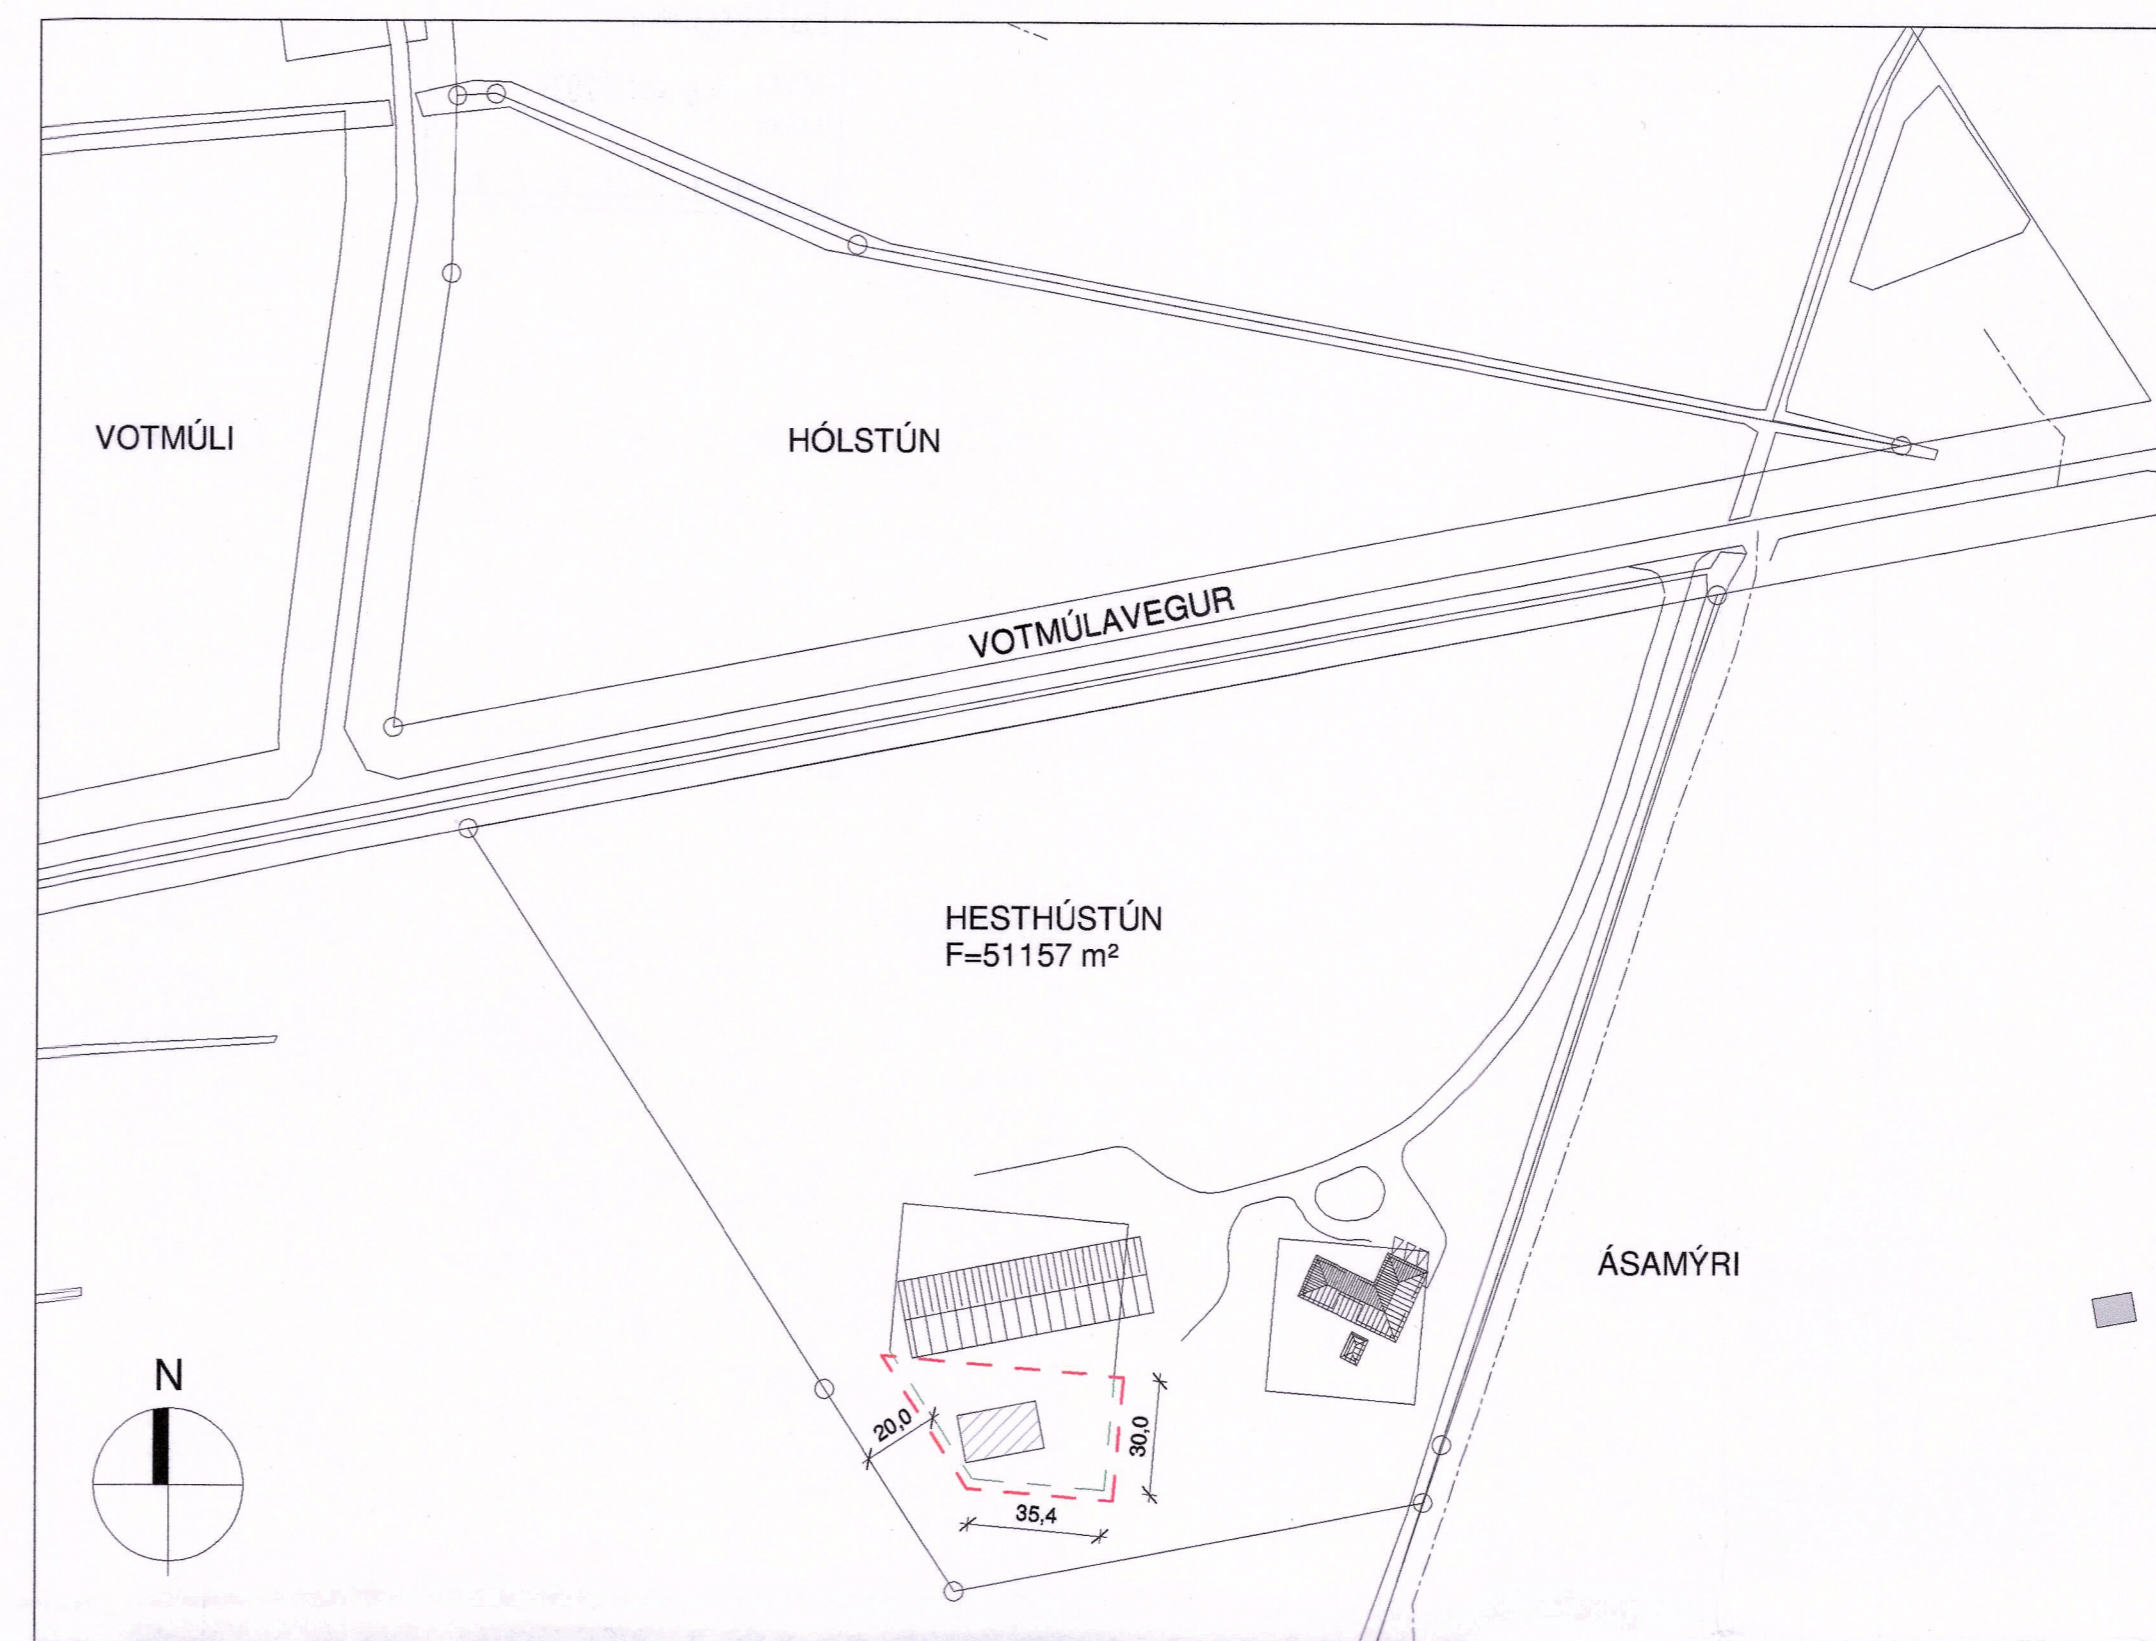 VOTMÚLI
HÓLSTÚN
VOTMÚLAVEGUR
HESTHÚSTÚN
F=51157 m²
ÁSAMÝRI
N
20,0
30,0
35,4